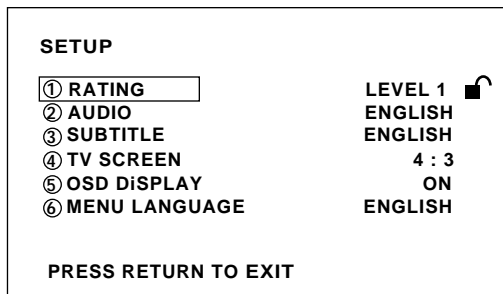 SETUP
① RATING LEVEL 1
② AUDIO ENGLISH
③ SUBTITLE ENGLISH
④ TV SCREEN 4 : 3
⑤ OSD DiSPLAY ON
⑥ MENU LANGUAGE ENGLISH
PRESS RETURN TO EXIT